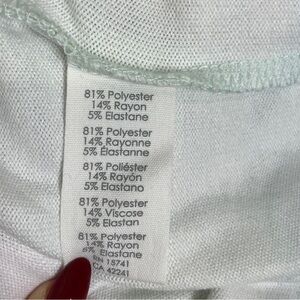 81% Polyester
14% Rayon
5% Elastane
81% Polyester
14% Rayonne
5% Élastanne
81% Poliéster
14% Rayón
5% Elastano
81% Polyester
14% Viscose
5% Elastan
81% Polyester
14% Rayon
5% Elastane
RN 15741
CA 42241